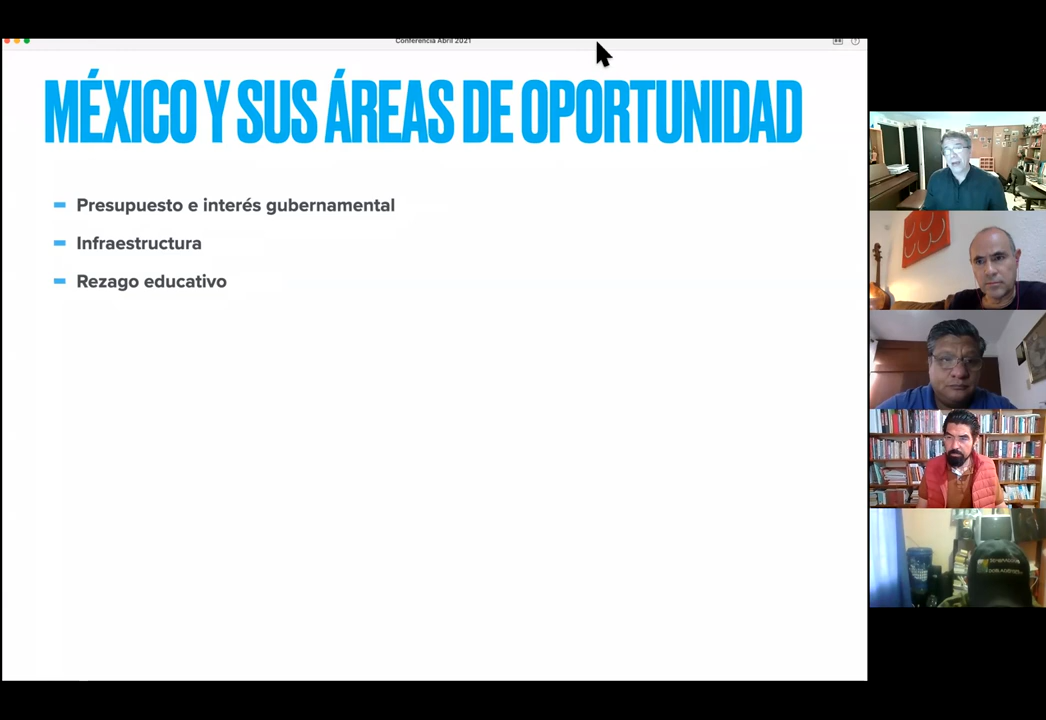 Conferencia Abril 2021
MÉXICO Y SUS ÁREAS DE OPORTUNIDAD
Presupuesto e interés gubernamental
Infraestructura
Rezago educativo